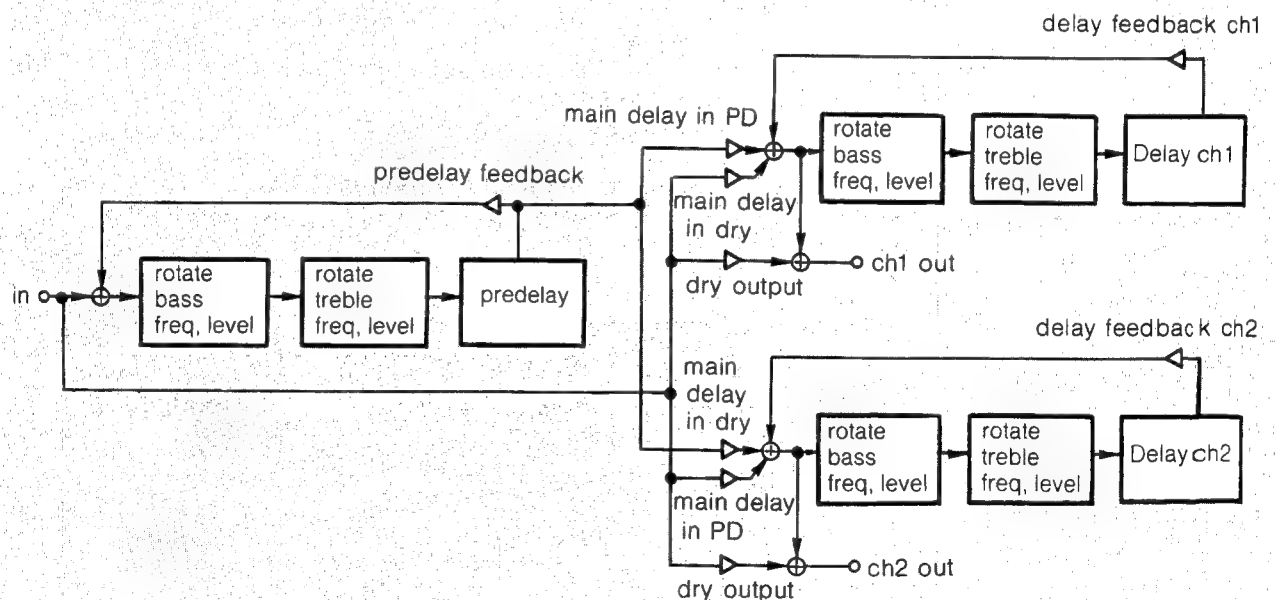 delay feedback ch1
main delay in PD
rotate
bass
freq, level
rotate
treble
freq, level
Delay ch1
predelay feedback
main delay
in dry
in
rotate
bass
freq, level
rotate
treble
freq, level
predelay
ch1 out
dry output
delay feedback ch2
main
delay
in dry
rotate
bass
freq, level
rotate
treble
freq, level
Delay ch2
main delay
in PD
ch2 out
dry output